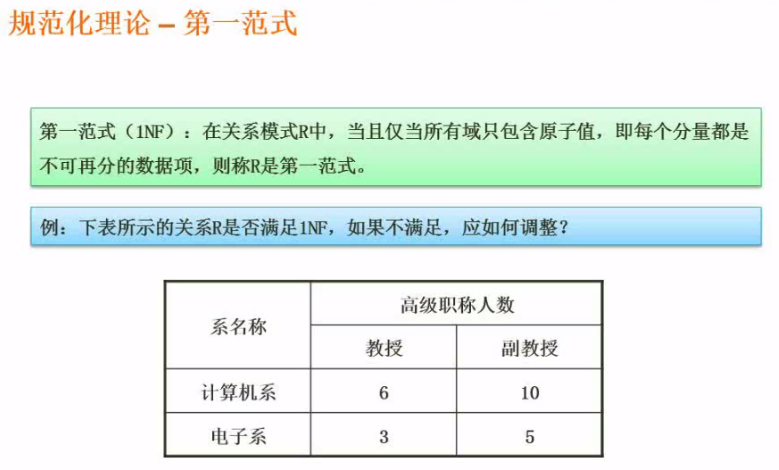 规范化理论 – 第一范式
第一范式（1NF）：在关系模式R中，当且仅当所有域只包含原子值，即每个分量都是
不可再分的数据项，则称R是第一范式。
例：下表所示的关系R是否满足1NF，如果不满足，应如何调整？
系名称 高级职称人数
教授 副教授
计算机系 6 10
电子系 3 5